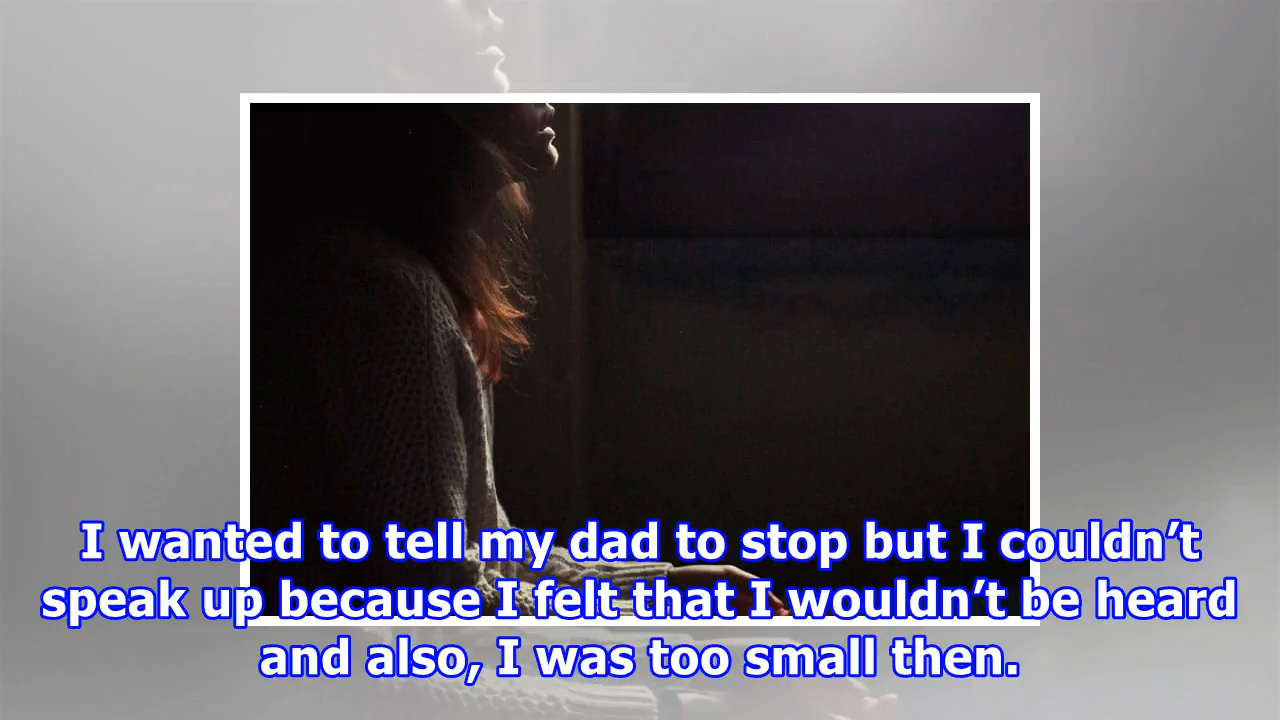 I wanted to tell my dad to stop but I couldn’t
speak up because I felt that I wouldn’t be heard
and also, I was too small then.